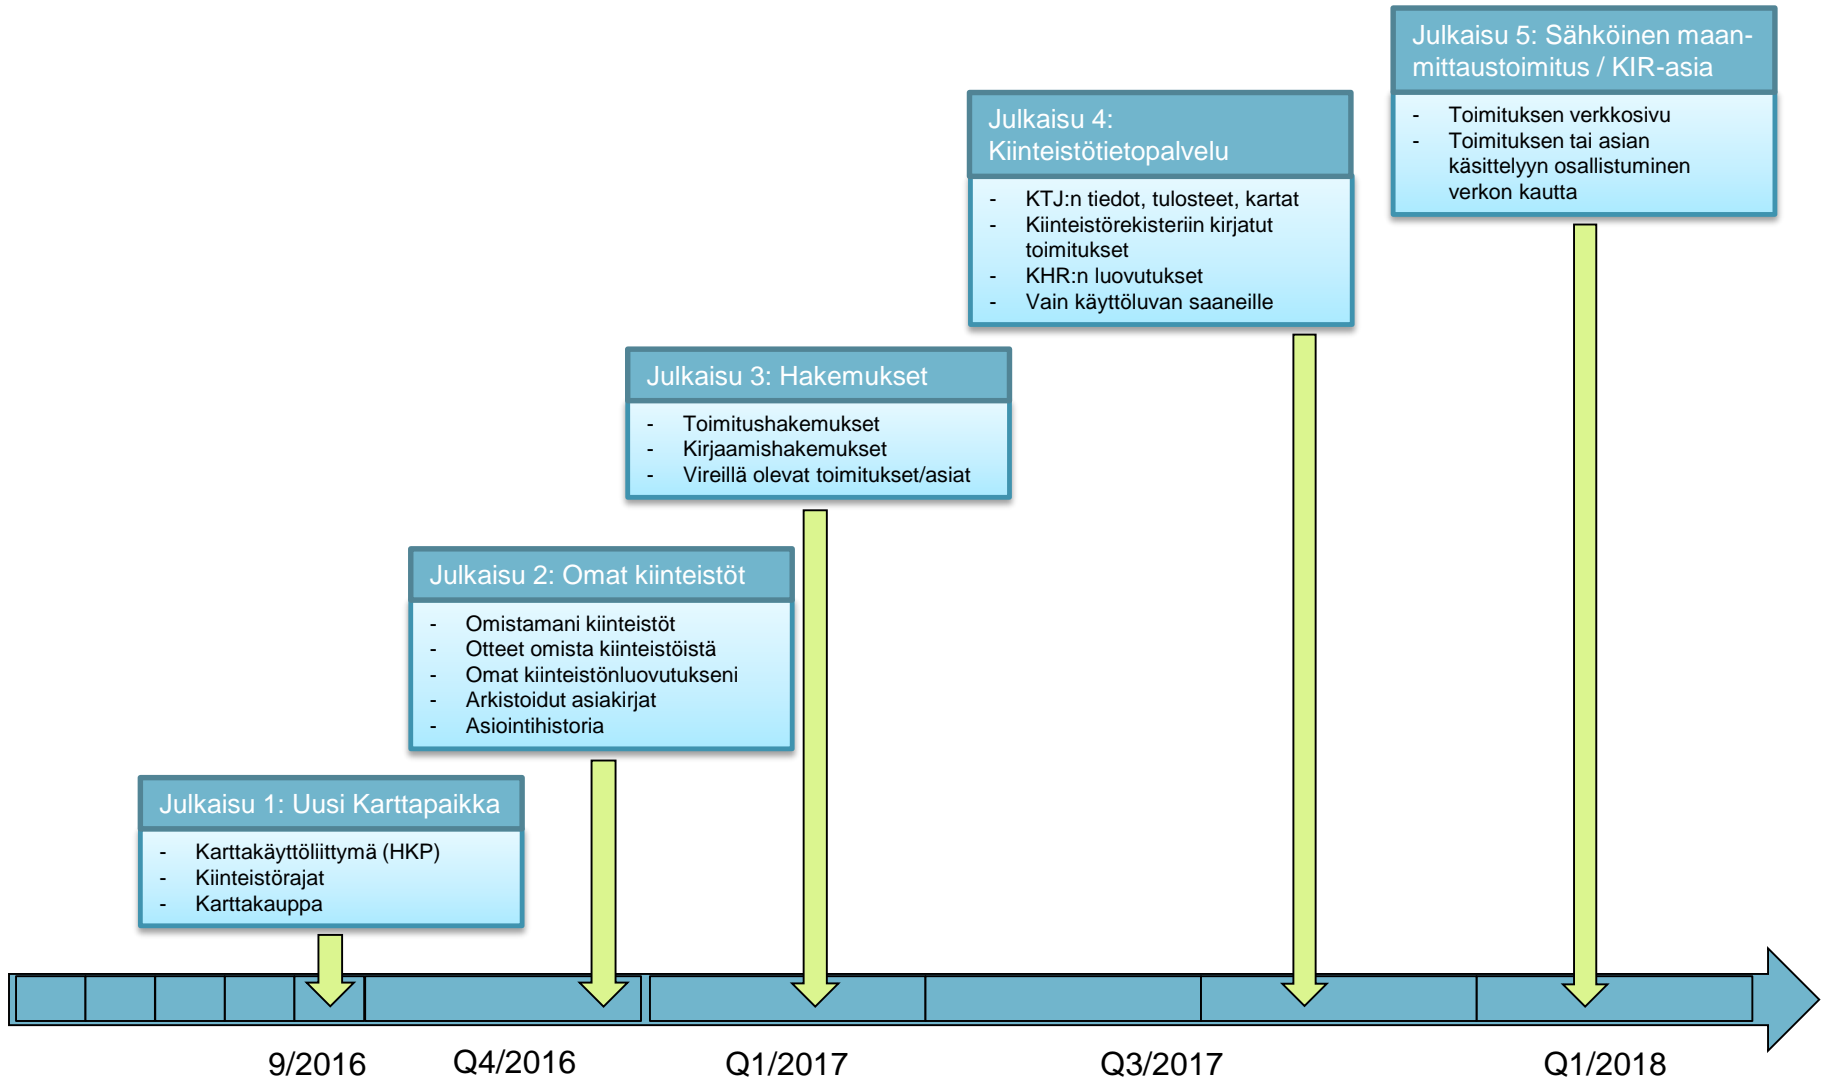 Julkaisu 5: Sähköinen maan-
mittaustoimitus / KIR-asia
- Toimituksen verkkosivu
- Toimituksen tai asian
käsittelyyn osallistuminen
verkon kautta
Julkaisu 4:
Kiinteistötietopalvelu
- KTJ:n tiedot, tulosteet, kartat
- Kiinteistörekisteriin kirjatut
toimitukset
- KHR:n luovutukset
- Vain käyttöluvan saaneille
Julkaisu 3: Hakemukset
- Toimitushakemukset
- Kirjaamishakemukset
- Vireillä olevat toimitukset/asiat
Julkaisu 2: Omat kiinteistöt
- Omistamani kiinteistöt
- Otteet omista kiinteistöistä
- Omat kiinteistönluovutukseni
- Arkistoidut asiakirjat
- Asiointihistoria
Julkaisu 1: Uusi Karttapaikka
- Karttakäyttöliittymä (HKP)
- Kiinteistörajat
- Karttakauppa
9/2016
Q4/2016
Q1/2017
Q3/2017
Q1/2018